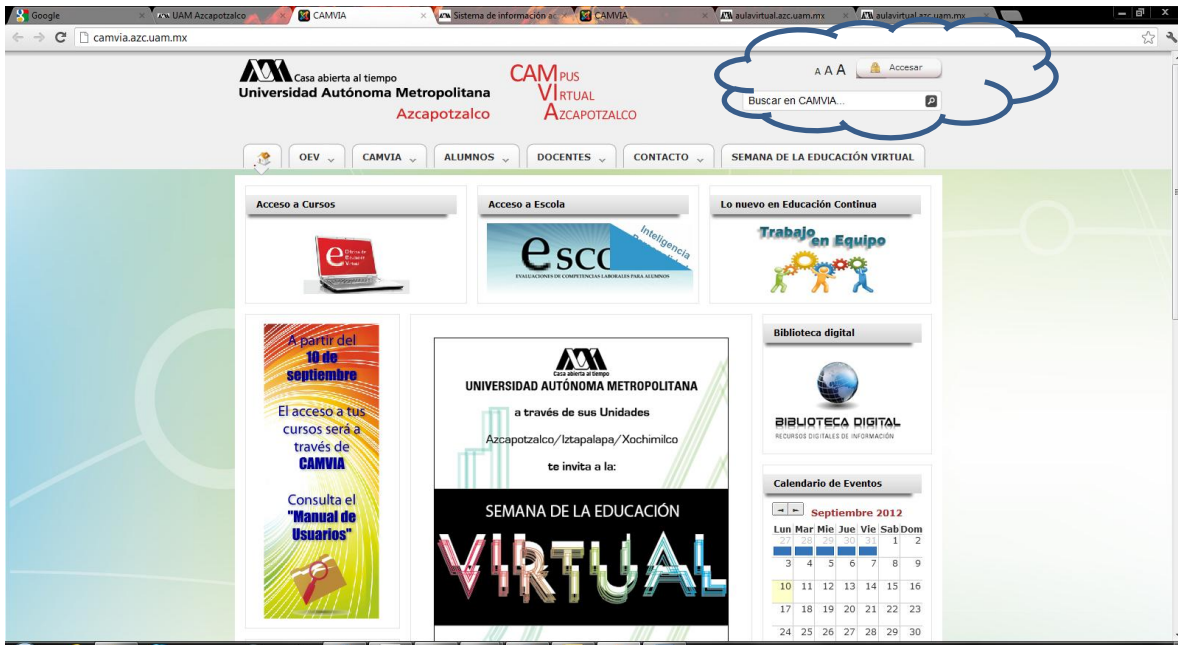 Google
UAM Azcapotzalco
CAMVIA
Sistema de información ac
CAMVIA
aulavirtual.azc.uam.mx
aulavirtual.azc.uam.mx
camvia.azc.uam.mx
Casa abierta al tiempo
Universidad Autónoma Metropolitana
Azcapotzalco
CAMPUS
VIRTUAL
AZCAPOTZALCO
A A A
Accesar
Buscar en CAMVIA...
OEV CAMVIA ALUMNOS DOCENTES CONTACTO SEMANA DE LA EDUCACIÓN VIRTUAL
Acceso a Cursos
e Oficina de
Educación
Virtual
Acceso a Escola
esco
Inteligencia
EVALUACIONES DE COMPETENCIAS LABORALES PARA ALUMNOS
Lo nuevo en Educación Continua
Trabajo
en Equipo
A partir del
10 de
septiembre
El acceso a tus
cursos será a
través de
CAMVIA
Consulta el
"Manual de
Usuarios"
Casa abierta al tiempo
UNIVERSIDAD AUTÓNOMA METROPOLITANA
a través de sus Unidades
Azcapotzalco/Iztapalapa/Xochimilco
te invita a la:
SEMANA DE LA EDUCACIÓN
VIRTUAL
Biblioteca digital
BIBLIOTECA DIGITAL
RECURSOS DIGITALES DE INFORMACIÓN
Calendario de Eventos
Septiembre 2012
Lun Mar Mie Jue Vie Sab Dom
27 28 29 30 31 1 2
3 4 5 6 7 8 9
10 11 12 13 14 15 16
17 18 19 20 21 22 23
24 25 26 27 28 29 30